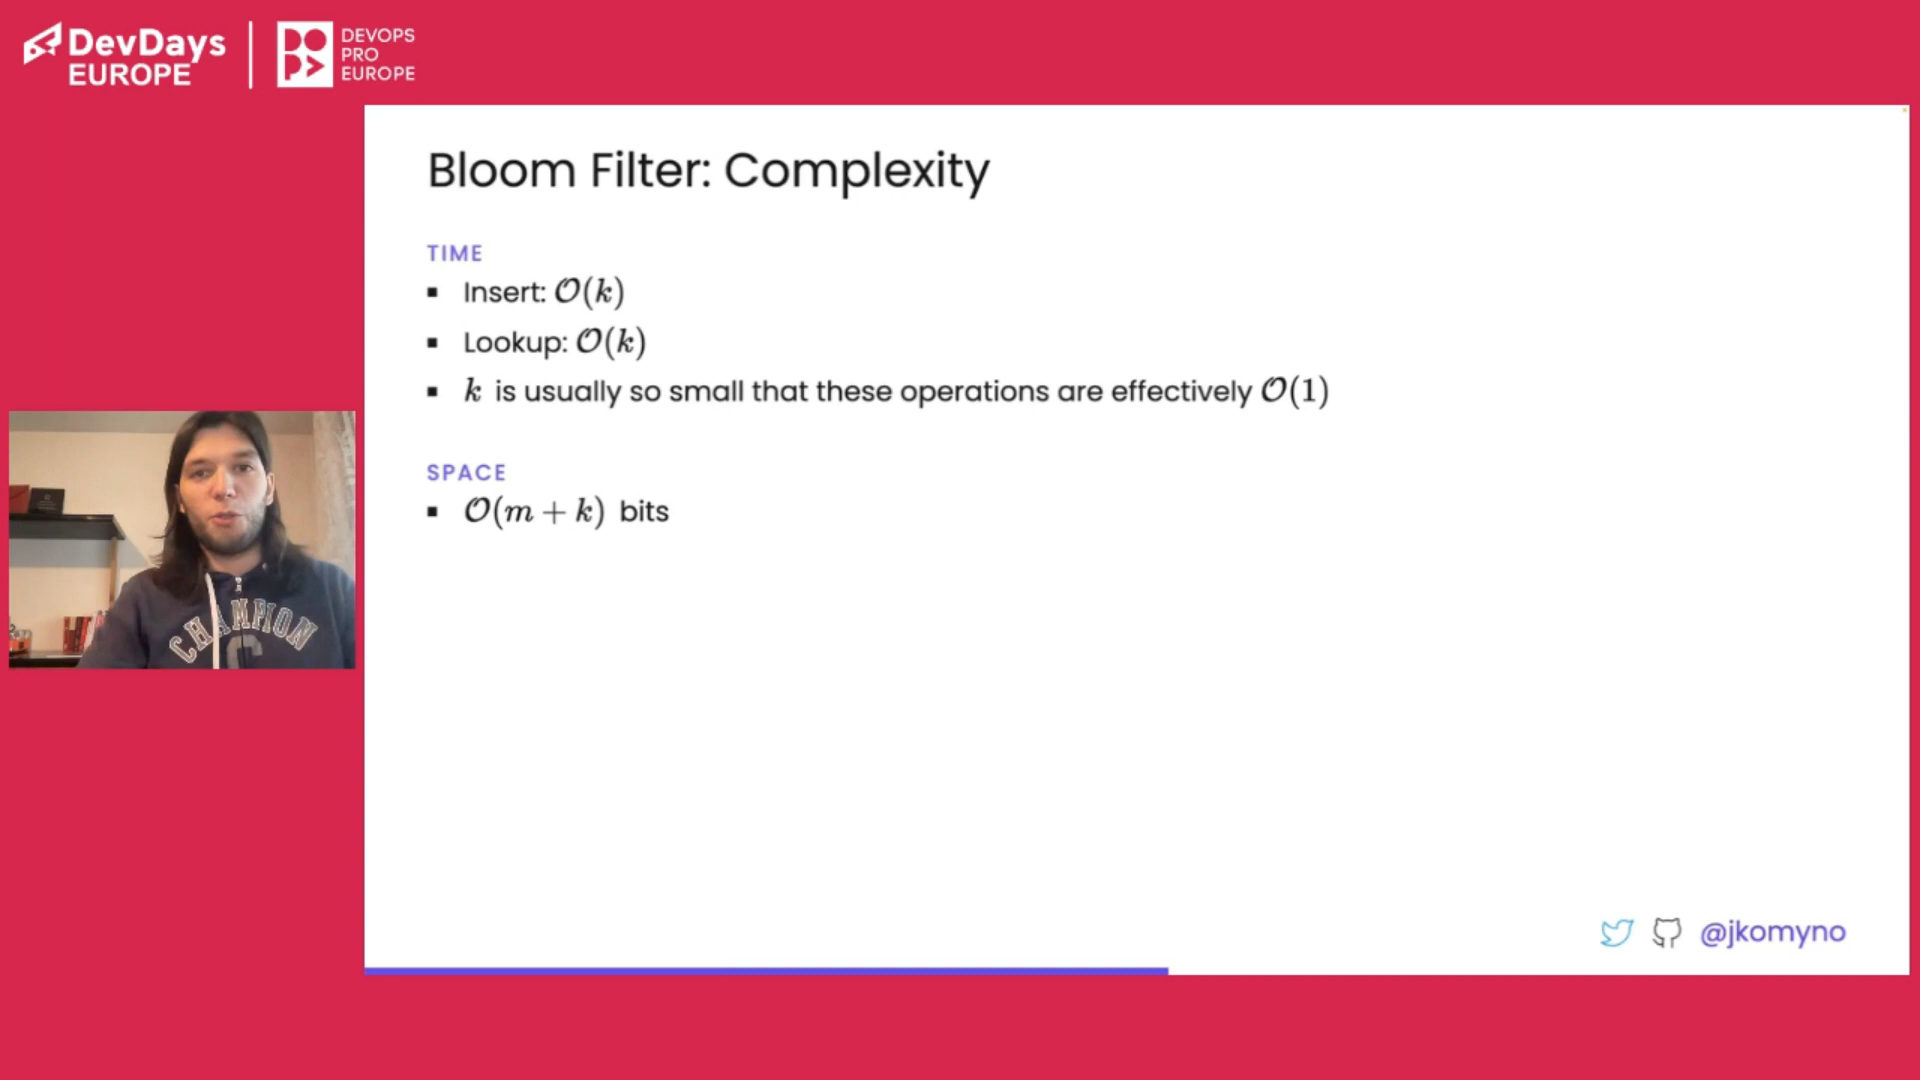 DevDays
EUROPE
DEVOPS
PRO
EUROPE
Bloom Filter: Complexity
TIME
▪ Insert: 𝒪(k)
▪ Lookup: 𝒪(k)
▪ k is usually so small that these operations are effectively 𝒪(1)
SPACE
▪ 𝒪(m + k) bits
CHAMPION
C
@jkomyno